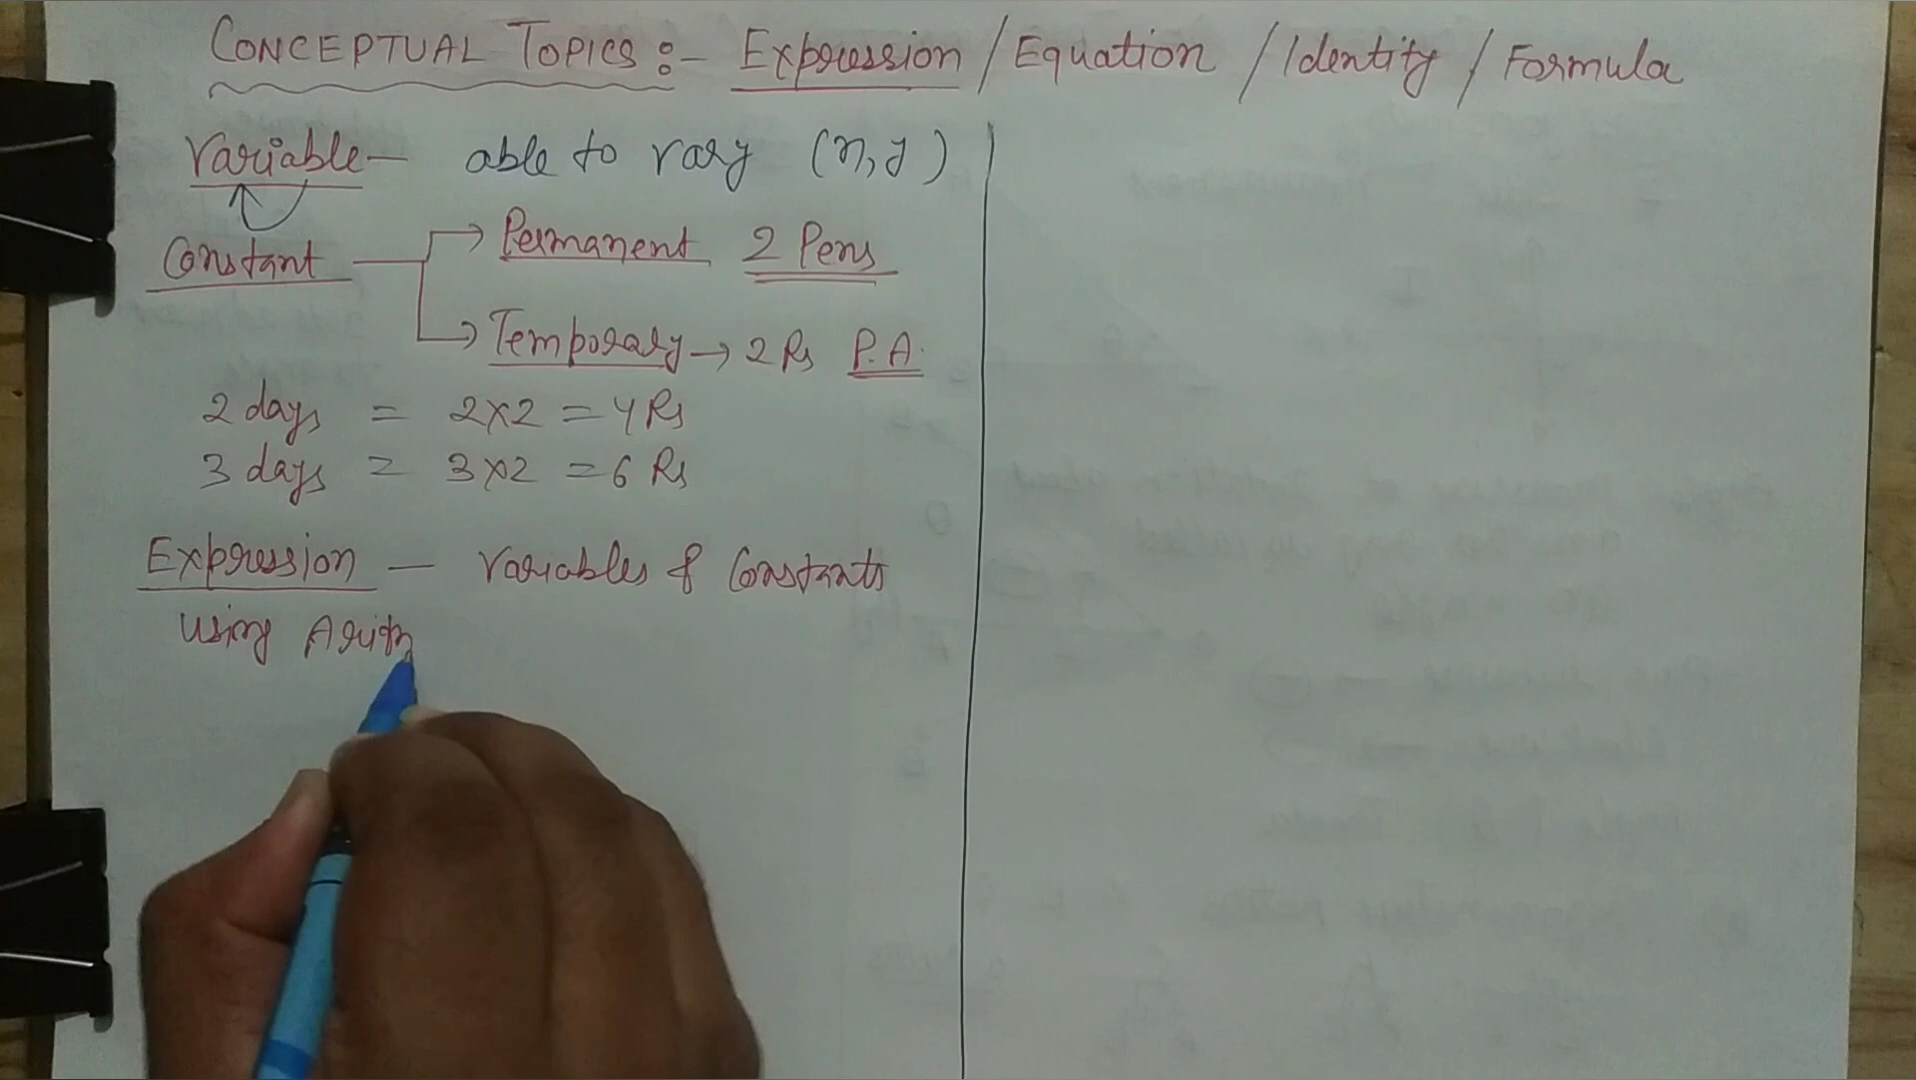 CONCEPTUAL TOPICS :- Expression / Equation / Identity / Formula
Variable - able to vary (x, y)
Constant → Permanent 2 Pens
→ Temporary → 2 Rs P.A.
2 days = 2×2 = 4 Rs
3 days = 3×2 = 6 Rs
Expression - Variables & Constants
using Arith